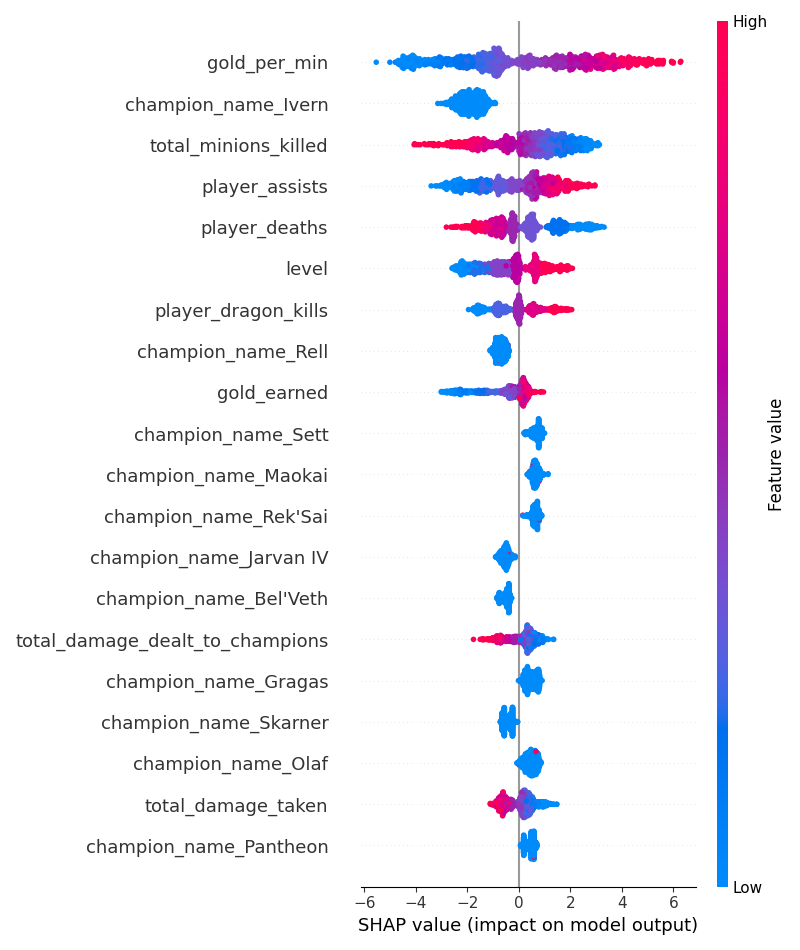 High
gold_per_min
champion_name_Ivern
total_minions_killed
player_assists
player_deaths
level
player_dragon_kills
champion_name_Rell
gold_earned
champion_name_Sett
champion_name_Maokai
champion_name_Rek'Sai
champion_name_Jarvan IV
champion_name_Bel'Veth
total_damage_dealt_to_champions
champion_name_Gragas
champion_name_Skarner
champion_name_Olaf
total_damage_taken
champion_name_Pantheon
Feature value
Low
−6 −4 −2 0 2 4 6
SHAP value (impact on model output)